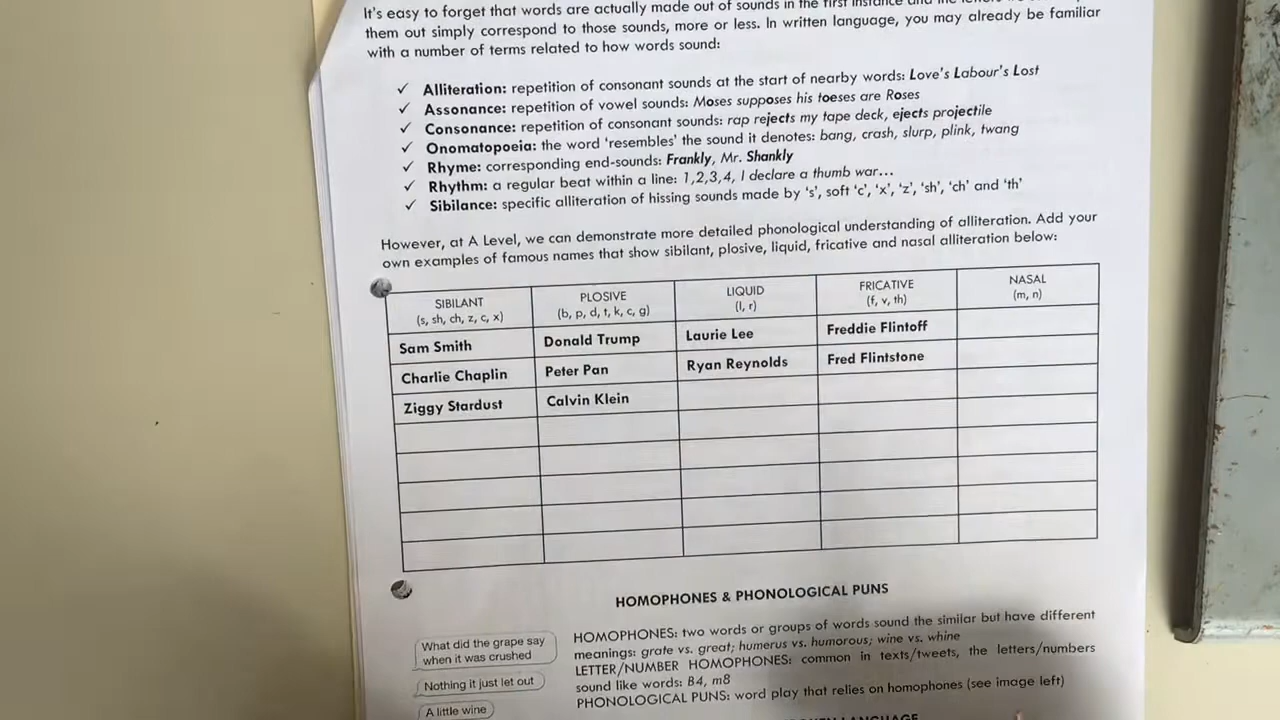 It's easy to forget that words are actually made out of sounds in the first instance and the
them out simply correspond to those sounds, more or less. In written language, you may already be familiar
with a number of terms related to how words sound:
✓ Alliteration: repetition of consonant sounds at the start of nearby words: Love's Labour's Lost
✓ Assonance: repetition of vowel sounds: Moses supposes his toeses are Roses
✓ Consonance: repetition of consonant sounds: rap rejects my tape deck, ejects projectile
✓ Onomatopoeia: the word 'resembles' the sound it denotes: bang, crash, slurp, plink, twang
✓ Rhyme: corresponding end-sounds: Frankly, Mr. Shankly
✓ Rhythm: a regular beat within a line: 1,2,3,4, I declare a thumb war...
✓ Sibilance: specific alliteration of hissing sounds made by 's', soft 'c', 'x', 'z', 'sh', 'ch' and 'th'
However, at A Level, we can demonstrate more detailed phonological understanding of alliteration. Add your
own examples of famous names that show sibilant, plosive, liquid, fricative and nasal alliteration below:
SIBILANT PLOSIVE LIQUID FRICATIVE NASAL
(s, sh, ch, z, c, x) (b, p, d, t, k, c, g) (l, r) (f, v, th) (m, n)
Sam Smith Donald Trump Laurie Lee Freddie Flintoff
Charlie Chaplin Peter Pan Ryan Reynolds Fred Flintstone
Ziggy Stardust Calvin Klein
HOMOPHONES & PHONOLOGICAL PUNS
What did the grape say
when it was crushed
Nothing it just let out
A little wine
HOMOPHONES: two words or groups of words sound the similar but have different
meanings: grate vs. great; humerus vs. humorous; wine vs. whine
LETTER/NUMBER HOMOPHONES: common in texts/tweets, the letters/numbers
sound like words: B4, m8
PHONOLOGICAL PUNS: word play that relies on homophones (see image left)
LANGUAGE